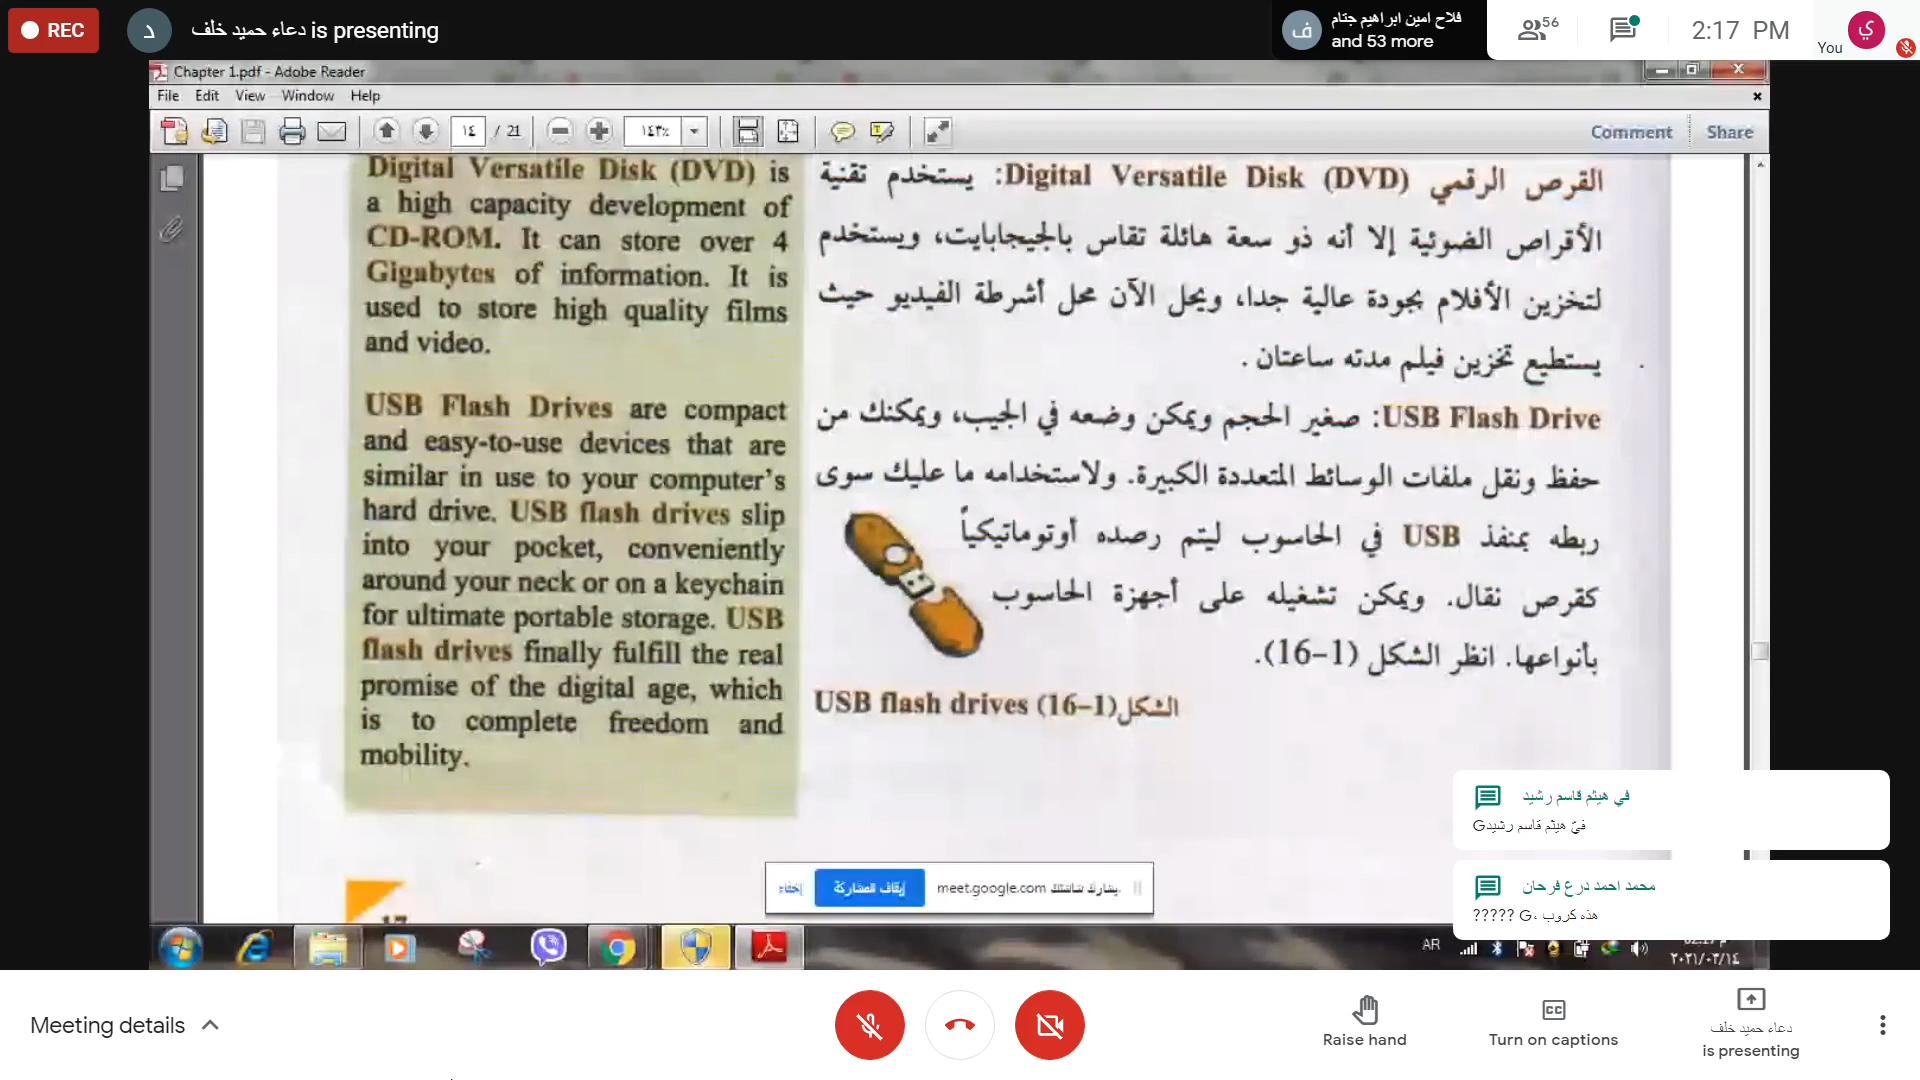 REC
د
دعاء حميد خلف is presenting
ف
فلاح امين ابراهيم جتام
and 53 more
56
2:17 PM
You
ي
Chapter 1.pdf - Adobe Reader
File Edit View Window Help
١٤ / 21
١٤٣٪
Comment Share
Digital Versatile Disk (DVD) is
a high capacity development of
CD-ROM. It can store over 4
Gigabytes of information. It is
used to store high quality films
and video.
USB Flash Drives are compact
and easy-to-use devices that are
similar in use to your computer's
hard drive. USB flash drives slip
into your pocket, conveniently
around your neck or on a keychain
for ultimate portable storage. USB
flash drives finally fulfill the real
promise of the digital age, which
is to complete freedom and
mobility.
القرص الرقمي Digital Versatile Disk (DVD): يستخدم تقنية
الأقراص الضوئية إلا أنه ذو سعة هائلة تقاس بالجيجابايت، ويستخدم
لتخزين الأفلام بجودة عالية جدا، ويحل الآن محل أشرطة الفيديو حيث
يستطيع تخزين فيلم مدته ساعتان .
USB Flash Drive: صغير الحجم ويمكن وضعه في الجيب، ويمكنك من
حفظ ونقل ملفات الوسائط المتعددة الكبيرة. ولاستخدامه ما عليك سوى
ربطه بمنفذ USB في الحاسوب ليتم رصده أوتوماتيكياً
كقرص نقال. ويمكن تشغيله على أجهزة الحاسوب
بأنواعها. انظر الشكل (1-16).
الشكل(1-16) USB flash drives
في هيثم قاسم رشيد
فيّ هيثم قاسم رشيدG
محمد احمد درع فرحان
هذه كروب ،G ?????
يشارك شاشتك meet.google.com.
إيقاف المشاركة
إخفاء
AR
٢٠٢١/٠٣/١٤
Meeting details
Raise hand
Turn on captions
دعاء حميد خلف
is presenting